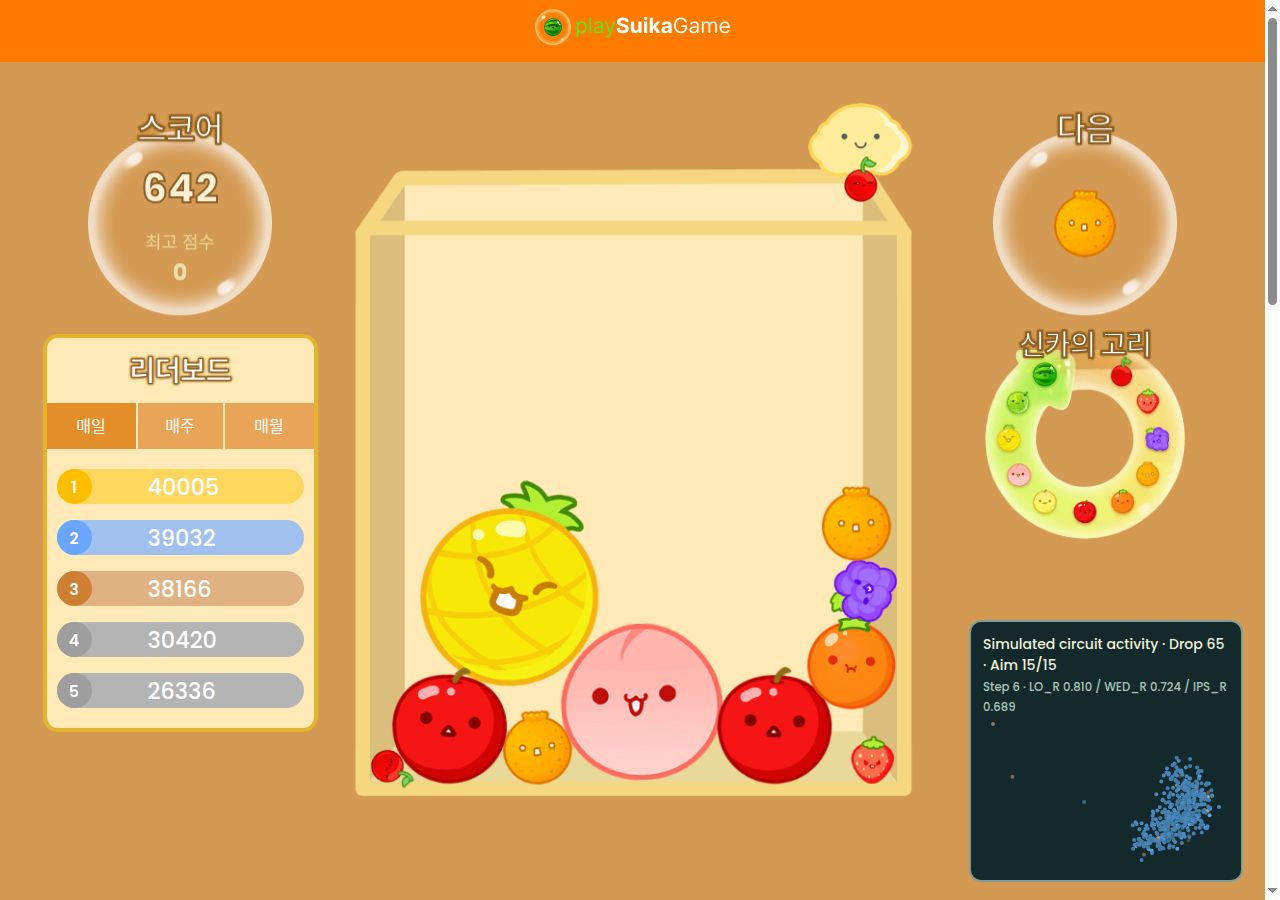 playSuikaGame
스코어
642
최고 점수
0
리더보드
매일 매주 매월
1 40005
2 39032
3 38166
4 30420
5 26336
다음
신카의 고리
Simulated circuit activity · Drop 65
· Aim 15/15
Step 6 · LO_R 0.810 / WED_R 0.724 / IPS_R
0.689